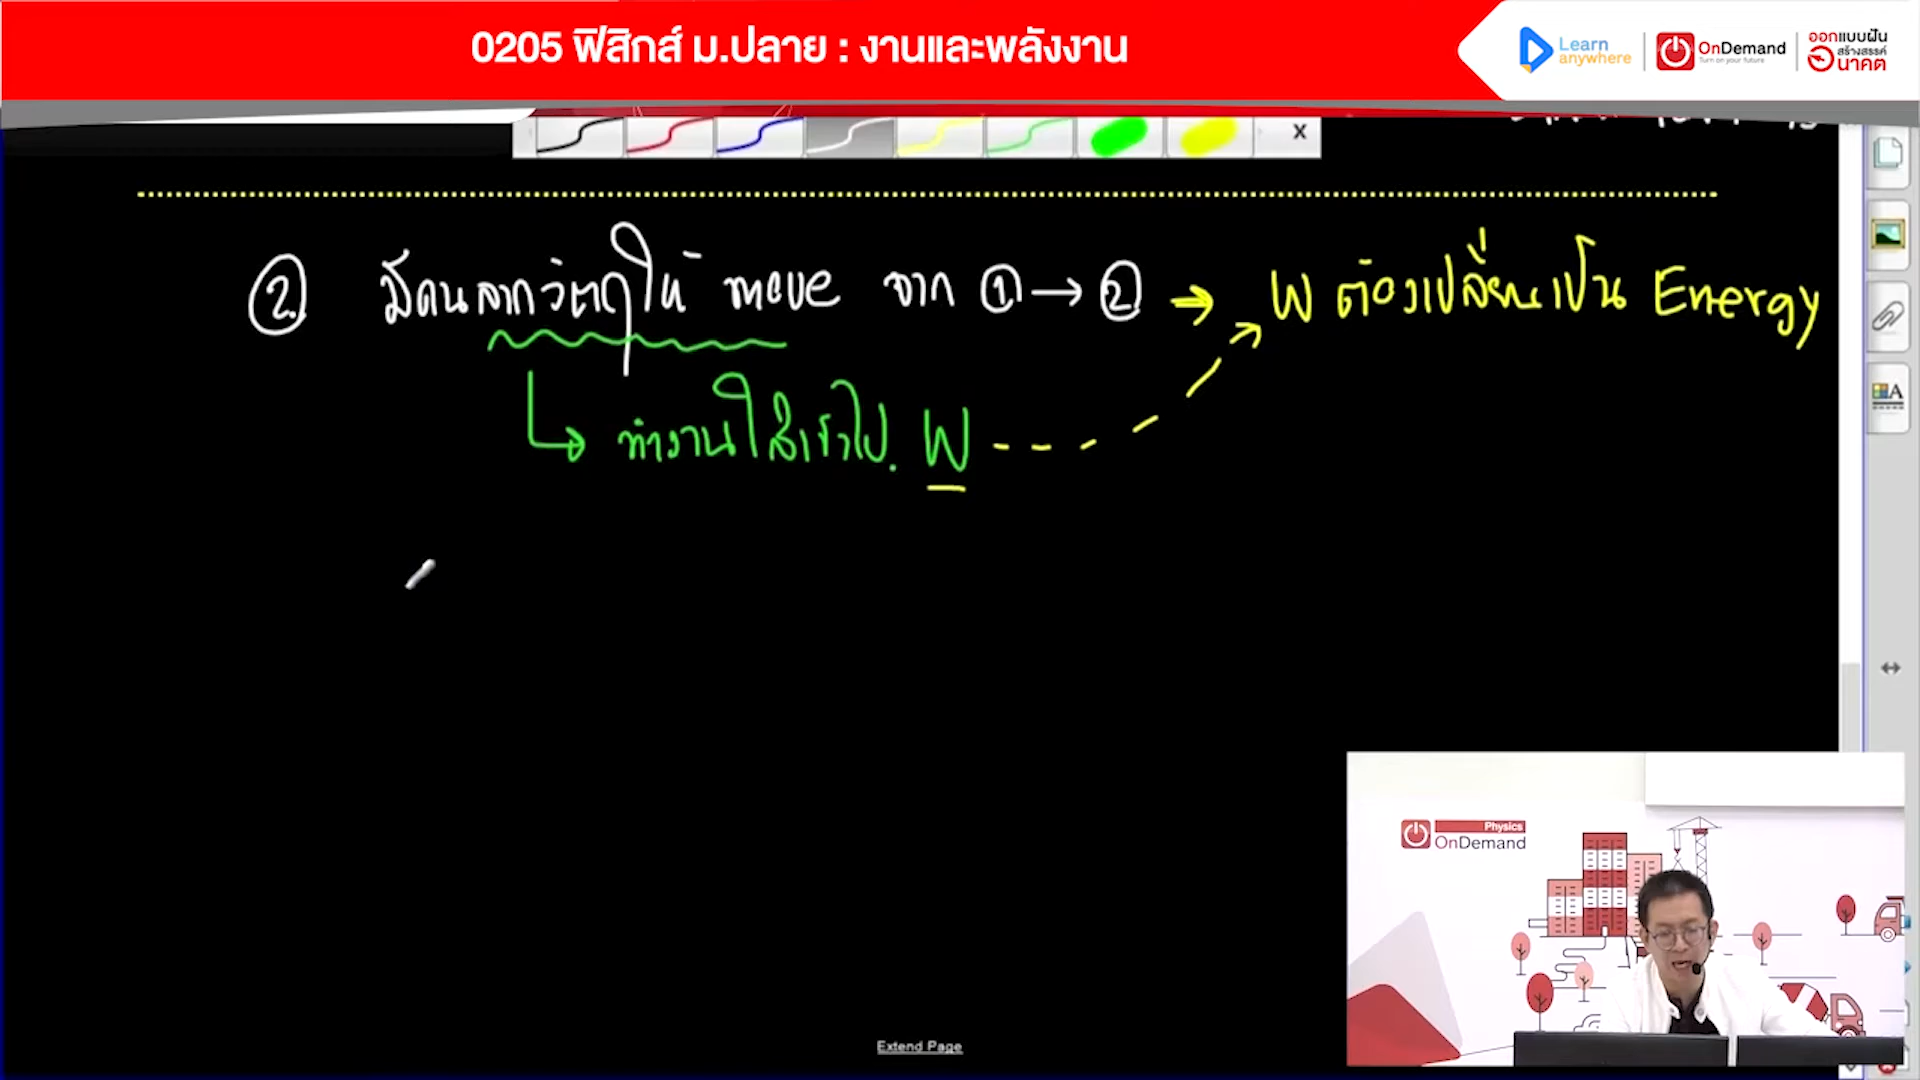 0205 ฟิสิกส์ ม.ปลาย : งานและพลังงาน
Learn anywhere
OnDemand
Turn on your future
ออกแบบฝัน
สร้างสรรค์
อนาคต
X
② มีคนลากวัตถุให้ move จาก ① → ② → W ต้องเปลี่ยนเป็น Energy
↳ ทำงานใส่เข้าไป. W
Physics
OnDemand
Extend Page